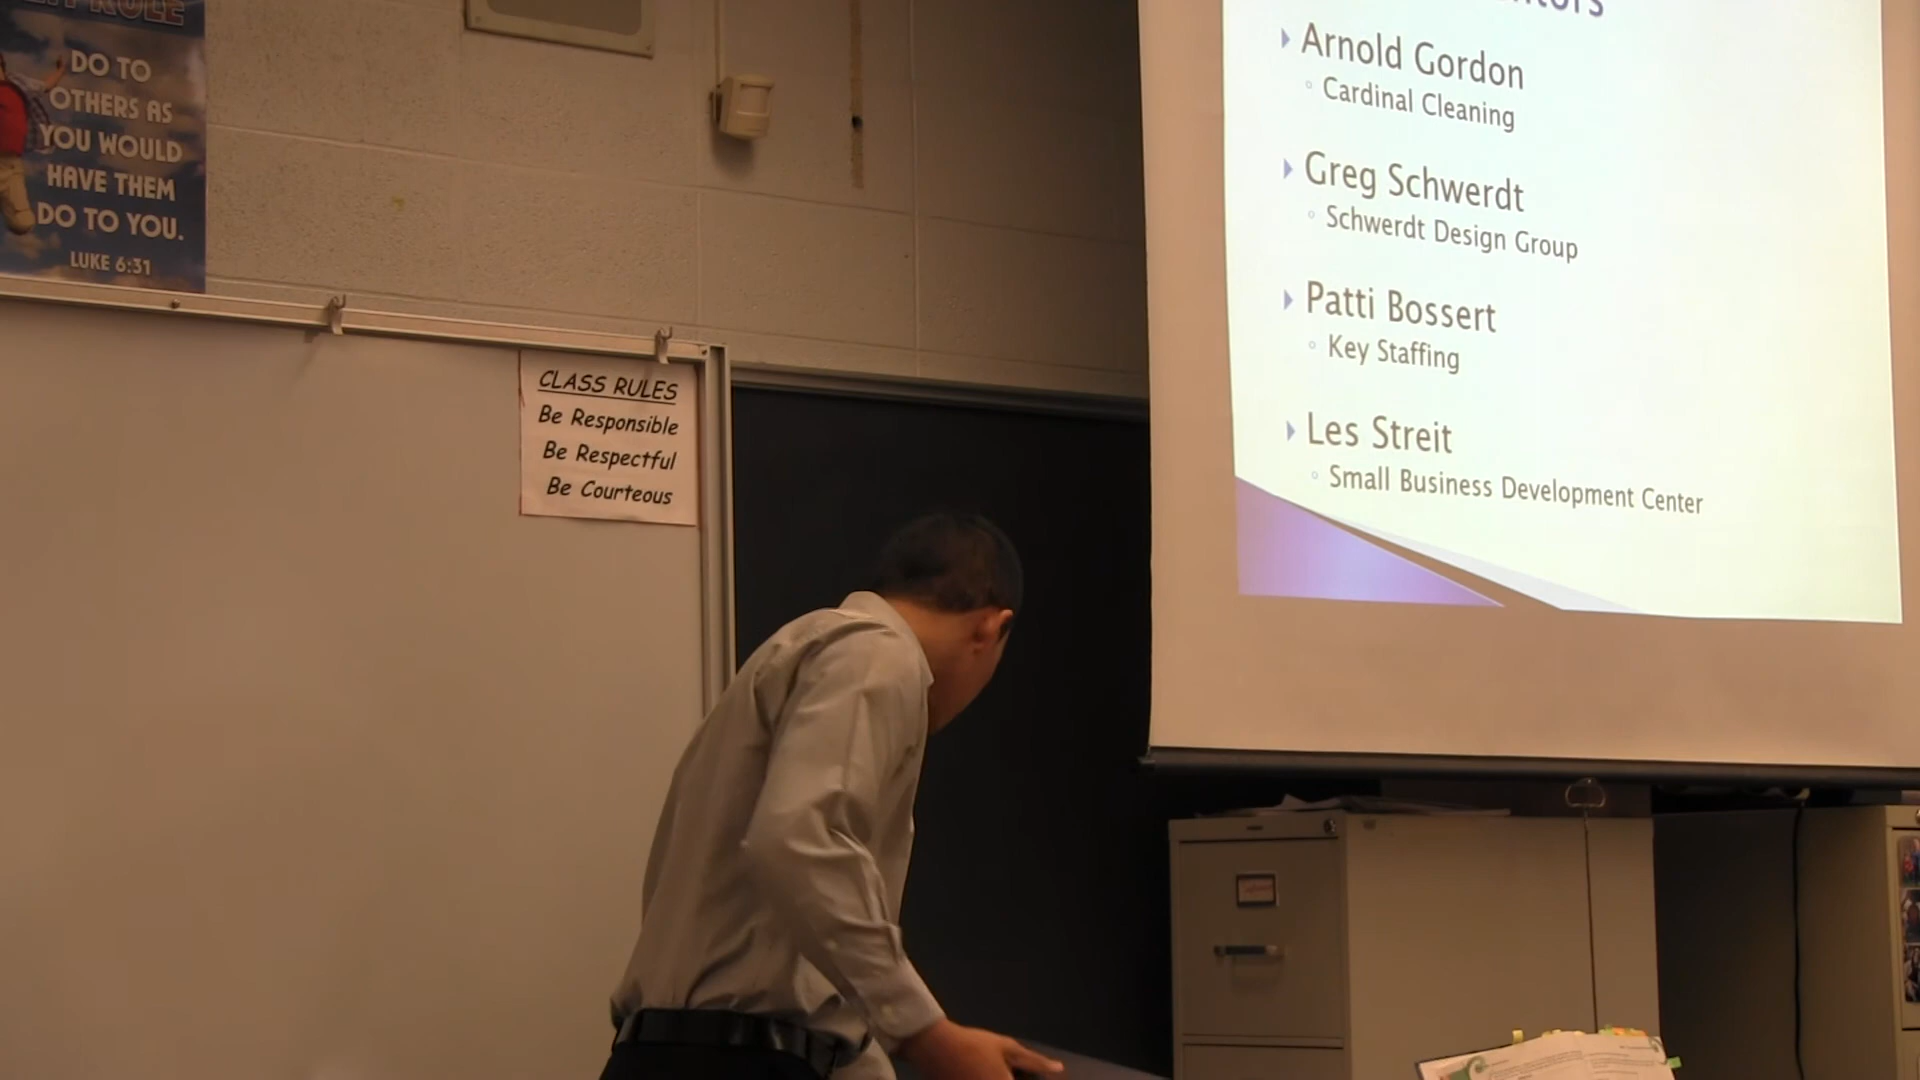 DO TO
OTHERS AS
YOU WOULD
HAVE THEM
DO TO YOU.
LUKE 6:31
CLASS RULES
Be Responsible
Be Respectful
Be Courteous
Arnold Gordon
Cardinal Cleaning
Greg Schwerdt
Schwerdt Design Group
Patti Bossert
Key Staffing
Les Streit
Small Business Development Center